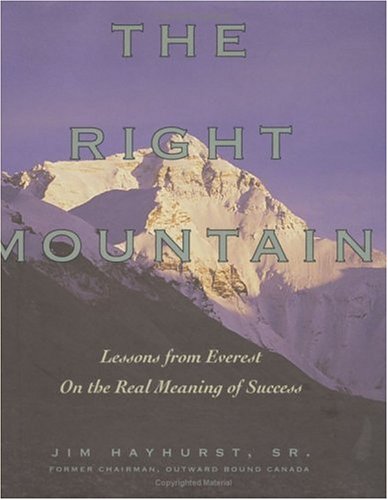 THE
RIGHT
MOUNTAIN
Lessons from Everest
On the Real Meaning of Success
JIM HAYHURST, SR.
FORMER CHAIRMAN, OUTWARD BOUND CANADA
Copyrighted Material